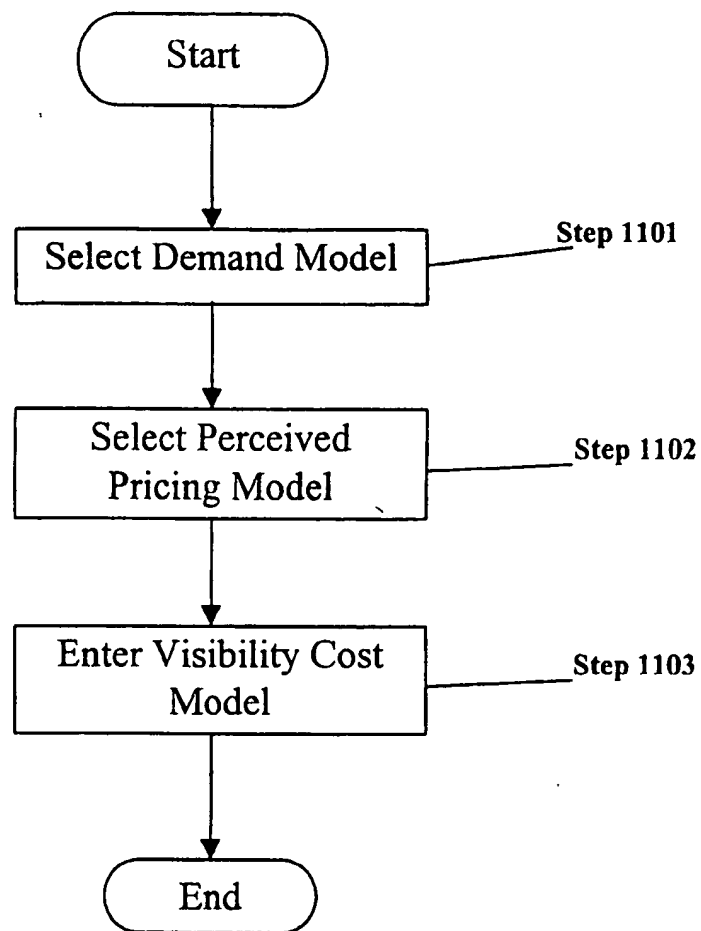 Start
Select Demand Model
Step 1101
Select Perceived
Pricing Model
Step 1102
Enter Visibility Cost
Model
Step 1103
End